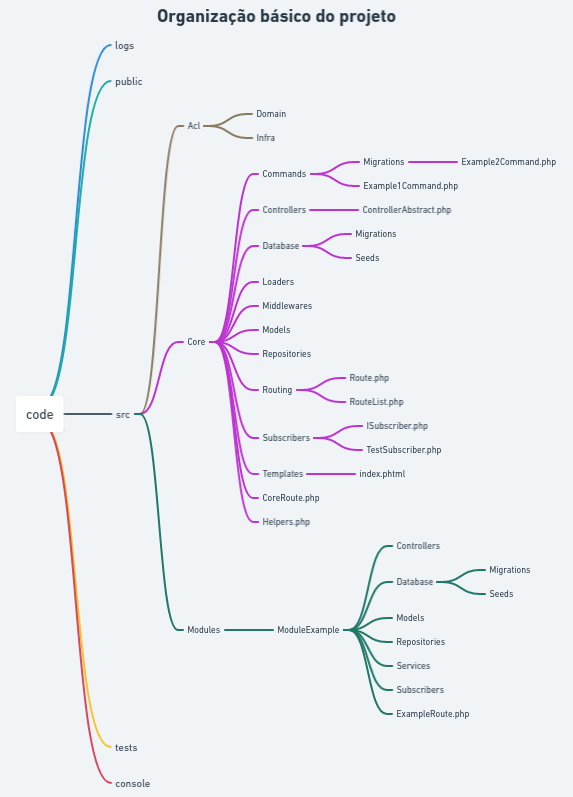 Organização básico do projeto
logs
public
Acl
Domain
Infra
Commands
Migrations
Example2Command.php
Example1Command.php
Controllers
ControllerAbstract.php
Database
Migrations
Seeds
Loaders
Middlewares
Core
Models
Repositories
Routing
Route.php
RouteList.php
code
src
Subscribers
ISubscriber.php
TestSubscriber.php
Templates
index.phtml
CoreRoute.php
Helpers.php
Modules
ModuleExample
Controllers
Database
Migrations
Seeds
Models
Repositories
Services
Subscribers
ExampleRoute.php
tests
console